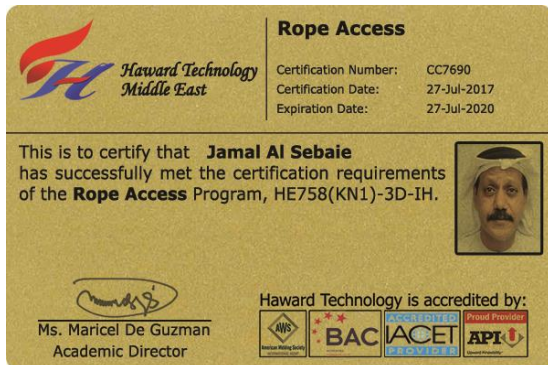 Rope Access
Haward Technology
Middle East
Certification Number: CC7690
Certification Date: 27-Jul-2017
Expiration Date: 27-Jul-2020
This is to certify that Jamal Al Sebaie
has successfully met the certification requirements
of the Rope Access Program, HE758(KN1)-3D-IH.
Ms. Maricel De Guzman
Academic Director
Haward Technology is accredited by:
AWS
American Welding Society
BAC
ACCREDITED
IACET
PROVIDER
Proud Provider
API